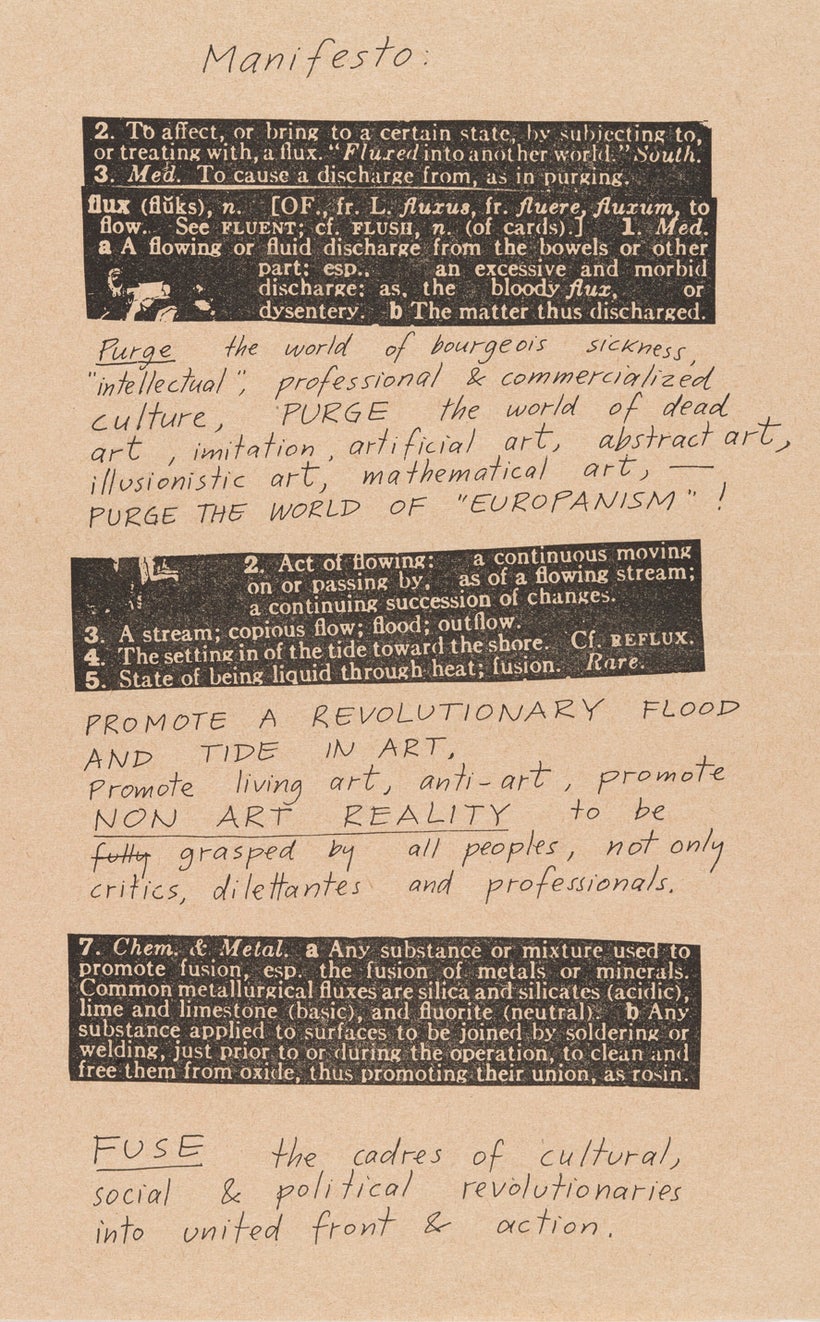 Manifesto:
2. To affect, or bring to a certain state, by subjecting to,
or treating with, a flux. "Fluxed into another world." South.
3. Med. To cause a discharge from, as in purging.
flux (flŭks), n. [OF., fr. L. fluxus, fr. fluere, fluxum, to
flow. See FLUENT; cf. FLUSH, n. (of cards).] 1. Med.
a A flowing or fluid discharge from the bowels or other
part: esp., an excessive and morbid
discharge: as, the bloody flux, or
dysentery. b The matter thus discharged.
Purge the world of bourgeois sickness,
"intellectual", professional & commercialized
culture, PURGE the world of dead
art, imitation, artificial art, abstract art,
illusionistic art, mathematical art, —
PURGE THE WORLD OF "EUROPANISM"!
2. Act of flowing: a continuous moving
on or passing by, as of a flowing stream;
a continuing succession of changes.
3. A stream; copious flow; flood; outflow.
4. The setting in of the tide toward the shore. Cf. REFLUX.
5. State of being liquid through heat; fusion. Rare.
PROMOTE A REVOLUTIONARY FLOOD
AND TIDE IN ART,
Promote living art, anti-art, promote
NON ART REALITY to be
fully grasped by all peoples, not only
critics, dilettantes and professionals.
7. Chem. & Metal. a Any substance or mixture used to
promote fusion, esp. the fusion of metals or minerals.
Common metallurgical fluxes are silica and silicates (acidic),
lime and limestone (basic), and fluorite (neutral). b Any
substance applied to surfaces to be joined by soldering or
welding, just prior to or during the operation, to clean and
free them from oxide, thus promoting their union, as rosin.
FUSE the cadres of cultural,
social & political revolutionaries
into united front & action.